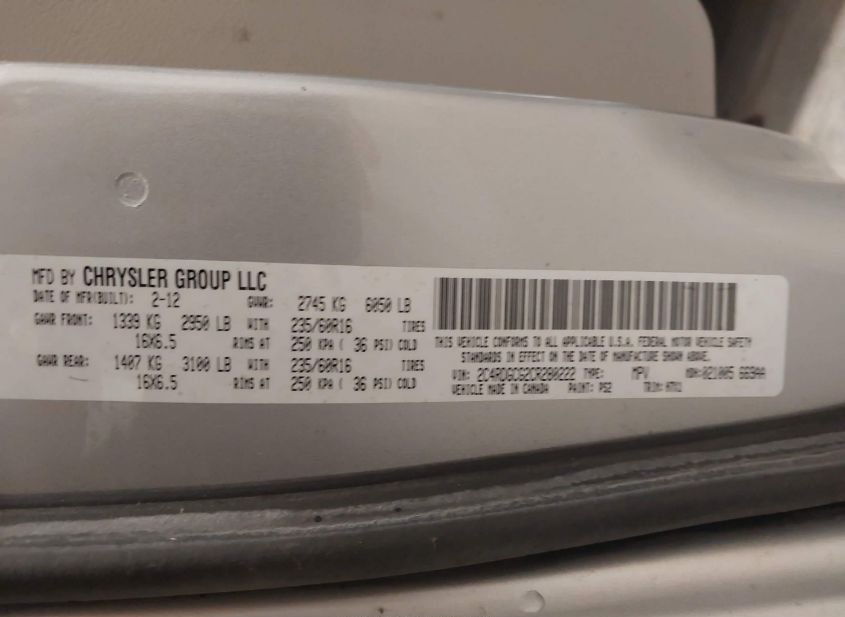 MFD BY CHRYSLER GROUP LLC
DATE OF MFR(BUILT): 2-12 GVWR: 2745 KG 6050 LB
GAWR FRONT: 1339 KG 2950 LB WITH 235/60R16 TIRES
16X6.5 RIMS AT 250 KPA ( 36 PSI) COLD
GAWR REAR: 1407 KG 3100 LB WITH 235/60R16 TIRES
16X6.5 RIMS AT 250 KPA ( 36 PSI) COLD
THIS VEHICLE CONFORMS TO ALL APPLICABLE U.S.A. FEDERAL MOTOR VEHICLE SAFETY
STANDARDS IN EFFECT ON THE DATE OF MANUFACTURE SHOWN ABOVE.
VIN: 2C4RDGCG2CR280222 TYPE: MPV MDH: 021005 669AA
VEHICLE MADE IN CANADA PAINT: PS2 TRIM: